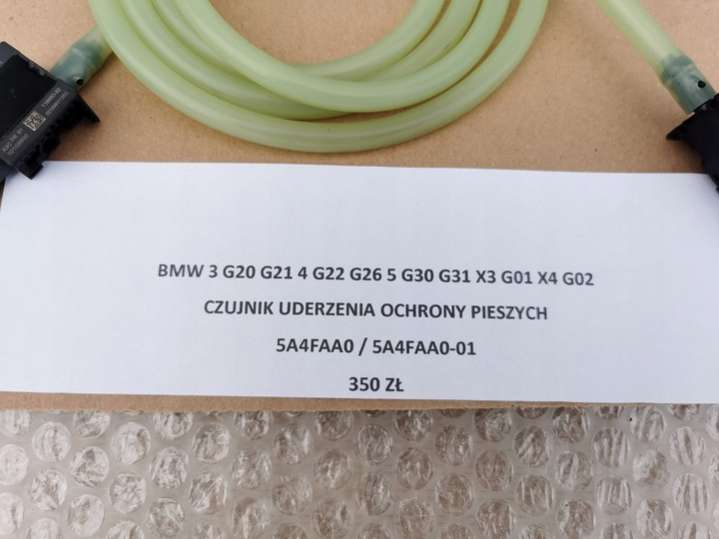 BMW 3 G20 G21 4 G22 G26 5 G30 G31 X3 G01 X4 G02
CZUJNIK UDERZENIA OCHRONY PIESZYCH
5A4FAA0 / 5A4FAA0-01
350 ZŁ